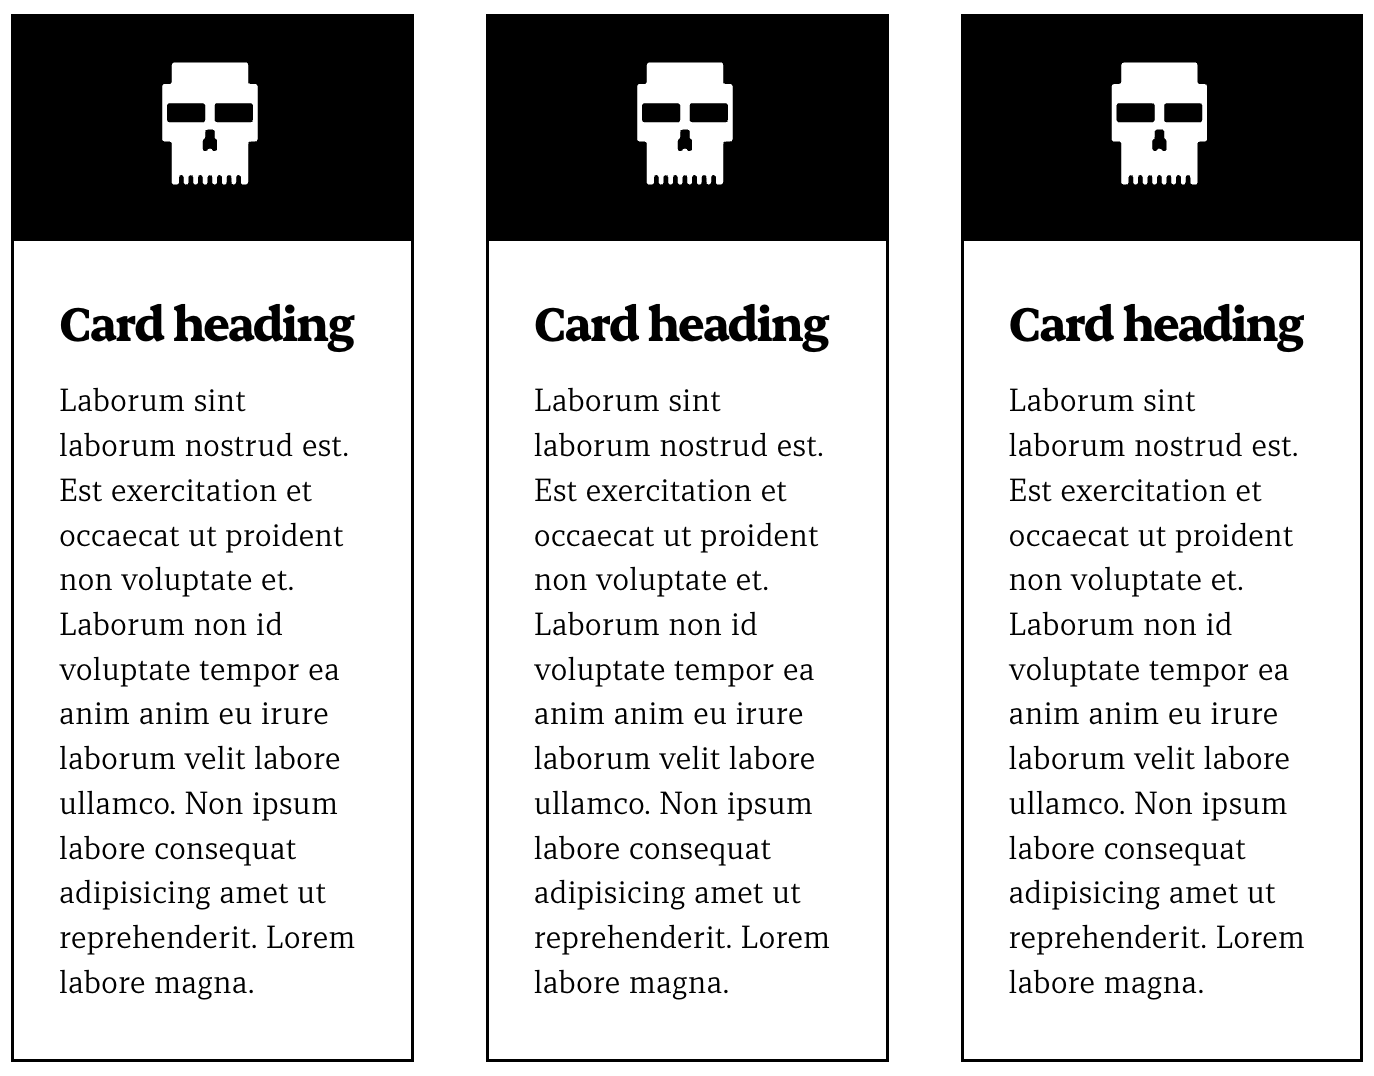 Card heading
Laborum sint
laborum nostrud est.
Est exercitation et
occaecat ut proident
non voluptate et.
Laborum non id
voluptate tempor ea
anim anim eu irure
laborum velit labore
ullamco. Non ipsum
labore consequat
adipisicing amet ut
reprehenderit. Lorem
labore magna.
Card heading
Laborum sint
laborum nostrud est.
Est exercitation et
occaecat ut proident
non voluptate et.
Laborum non id
voluptate tempor ea
anim anim eu irure
laborum velit labore
ullamco. Non ipsum
labore consequat
adipisicing amet ut
reprehenderit. Lorem
labore magna.
Card heading
Laborum sint
laborum nostrud est.
Est exercitation et
occaecat ut proident
non voluptate et.
Laborum non id
voluptate tempor ea
anim anim eu irure
laborum velit labore
ullamco. Non ipsum
labore consequat
adipisicing amet ut
reprehenderit. Lorem
labore magna.